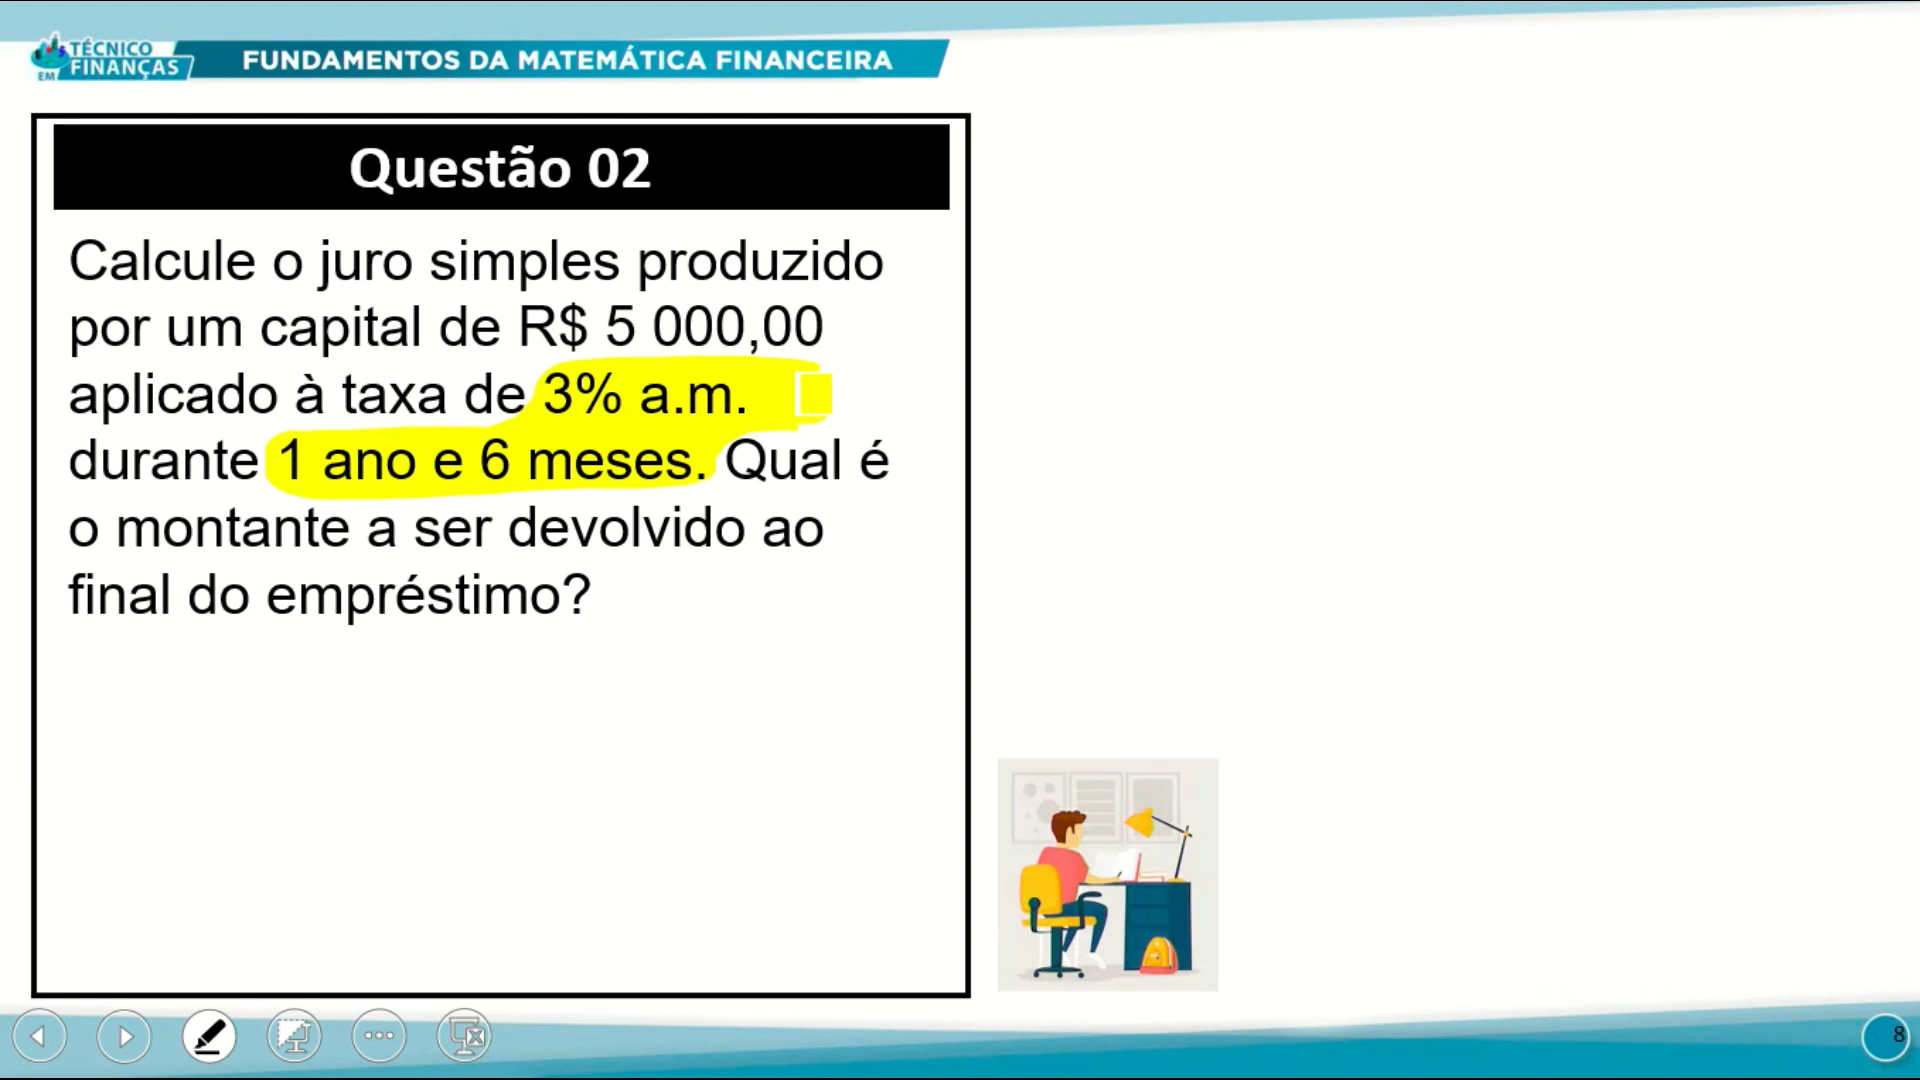 TÉCNICO
EM FINANÇAS
FUNDAMENTOS DA MATEMÁTICA FINANCEIRA
Questão 02
Calcule o juro simples produzido
por um capital de R$ 5 000,00
aplicado à taxa de 3% a.m.
durante 1 ano e 6 meses. Qual é
o montante a ser devolvido ao
final do empréstimo?
8